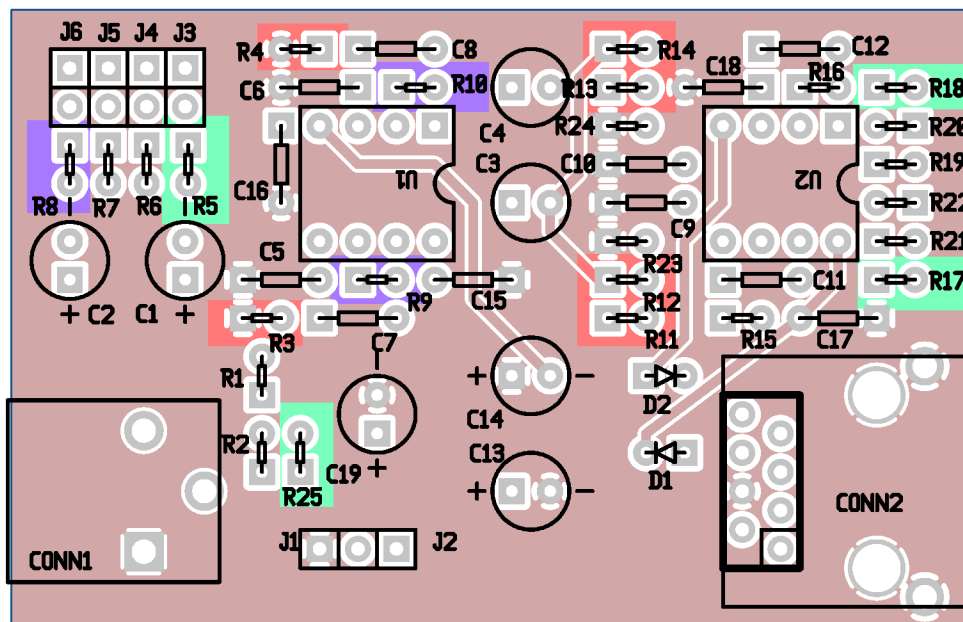 J6 J5 J4 J3
R4 C8 R14 C12
C6 R10 R13 C18 R16 R18
C4 R24 R20
C16 U1 C3 C10 U2 R19
R8 R7 R6 R5 R22
C9 R21
C5 R23
R9 C15 R12 C11 R17
+ C2 C1 +
R3 C7 R11 R15 C17
R1 + - D2
C14
R2 C19 + C13 D1
R25 + - CONN2
CONN1 J1 J2